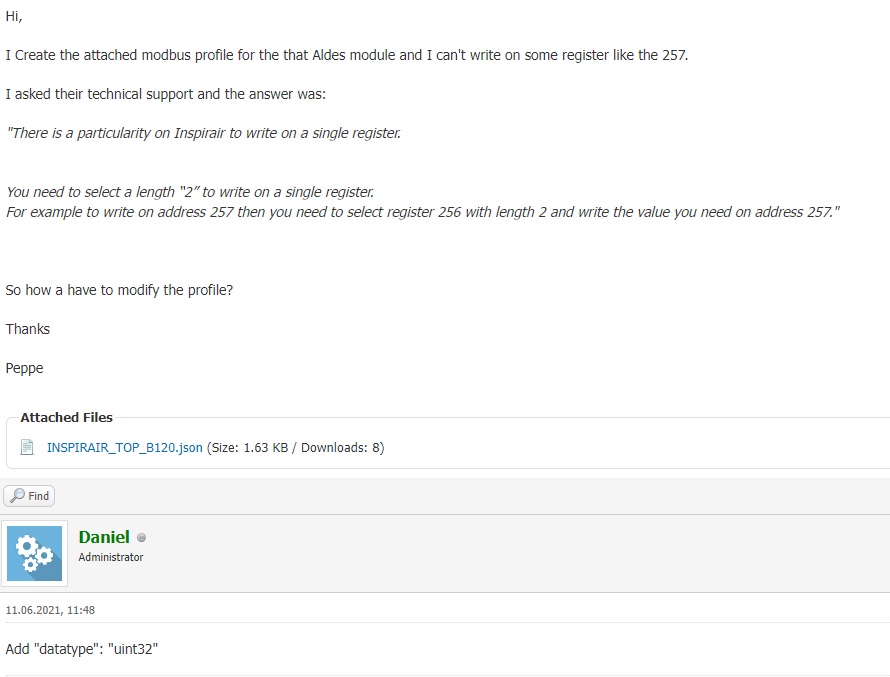 Hi,
I Create the attached modbus profile for the that Aldes module and I can't write on some register like the 257.
I asked their technical support and the answer was:
"There is a particularity on Inspirair to write on a single register.
You need to select a length “2” to write on a single register.
For example to write on address 257 then you need to select register 256 with length 2 and write the value you need on address 257."
So how a have to modify the profile?
Thanks
Peppe
Attached Files
INSPIRAIR_TOP_B120.json (Size: 1.63 KB / Downloads: 8)
Find
Daniel
Administrator
11.06.2021, 11:48
Add "datatype": "uint32"